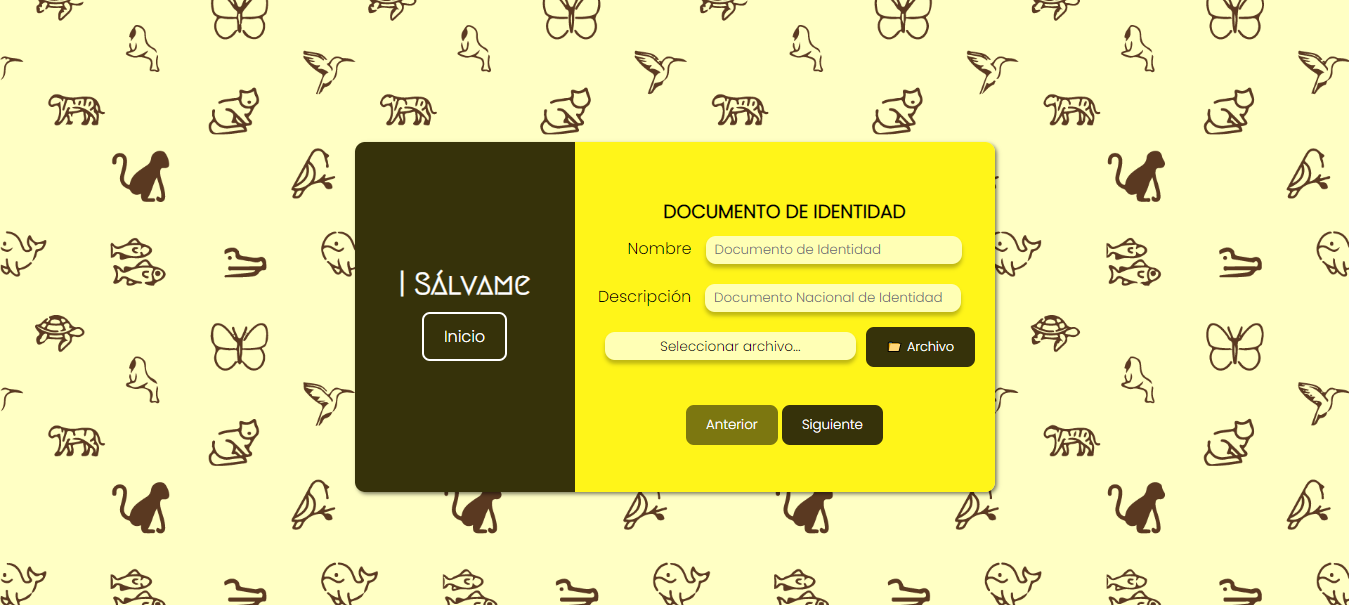 | SÁLVAME
Inicio
DOCUMENTO DE IDENTIDAD
Nombre Documento de Identidad
Descripción Documento Nacional de Identidad
Seleccionar archivo... Archivo
Anterior Siguiente